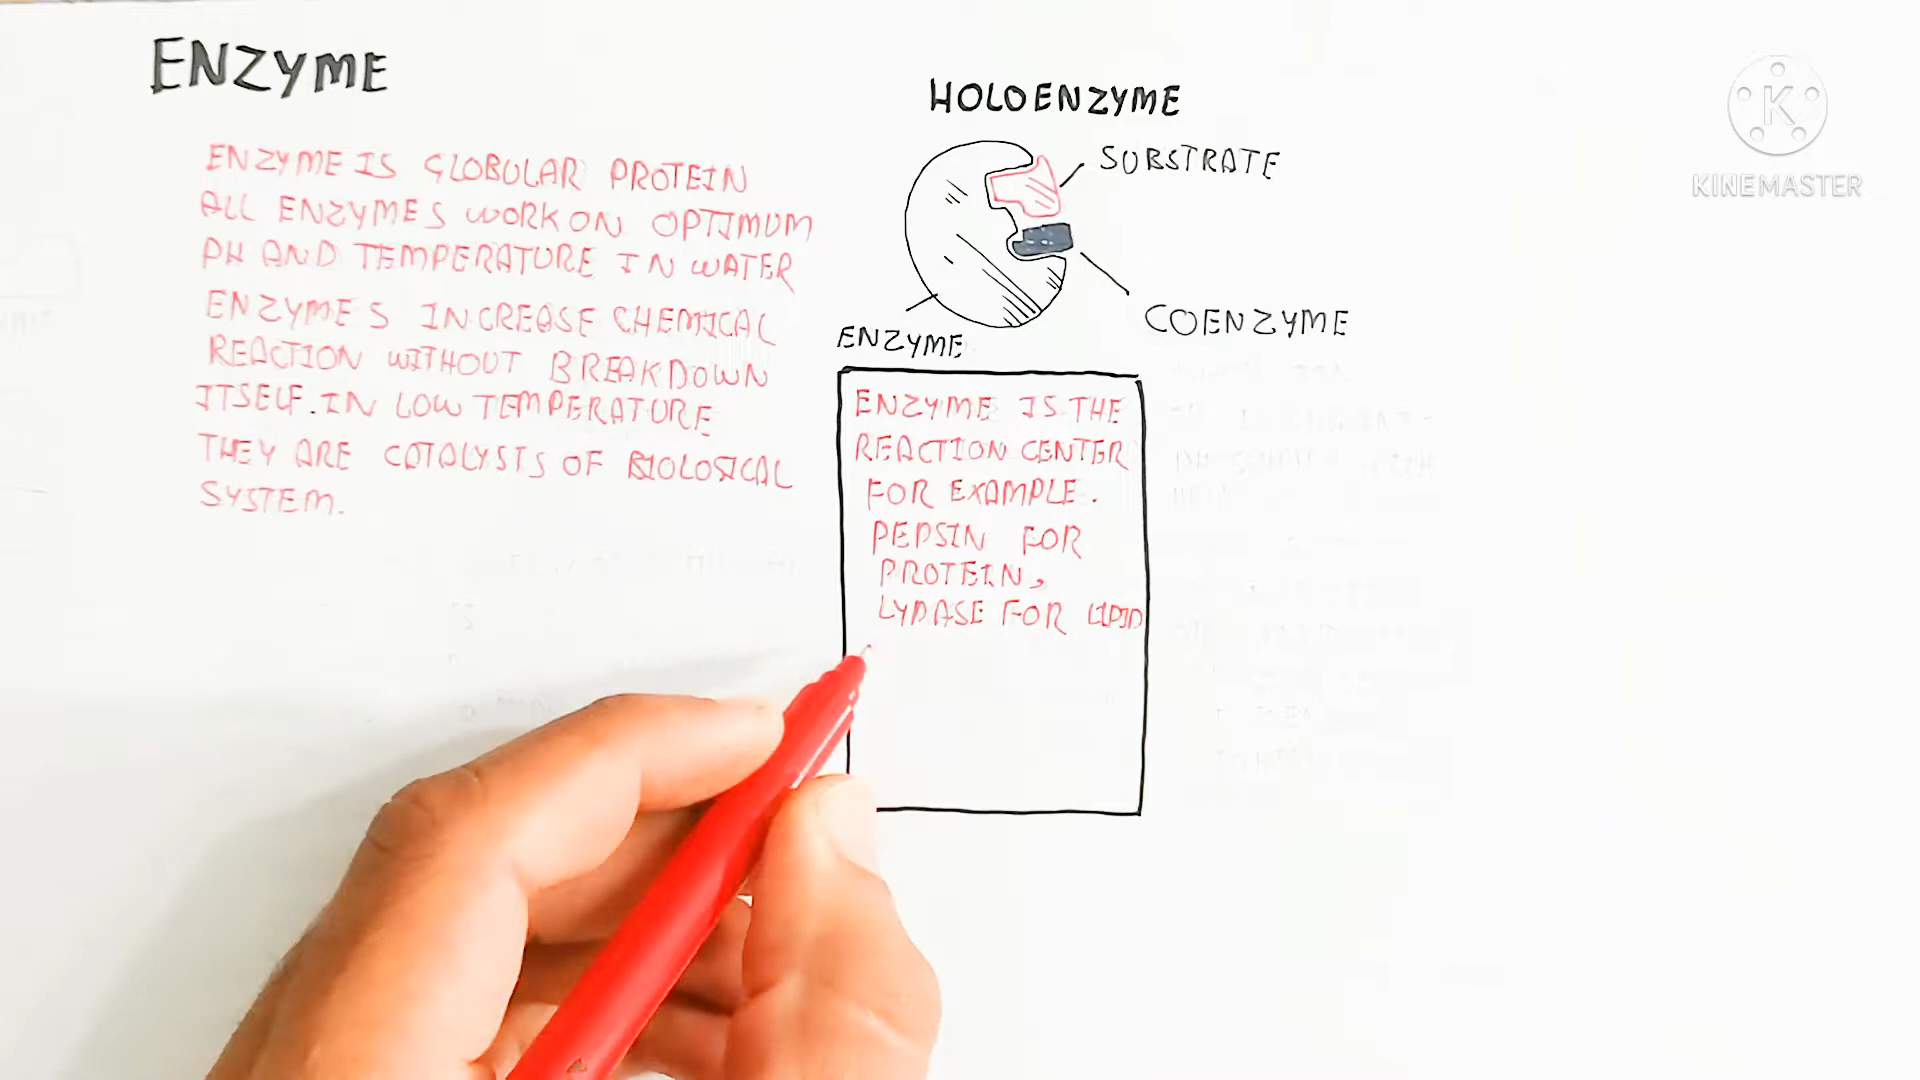 ENZYME
ENZYME IS GLOBULAR PROTEIN
ALL ENZYMES WORK ON OPTIMUM
PH AND TEMPERATURE IN WATER
ENZYMES INCREASE CHEMICAL
REACTION WITHOUT BREAKDOWN
ITSELF. IN LOW TEMPERATURE
THEY ARE CATALYSTS OF BIOLOGICAL
SYSTEM.
HOLOENZYME
SUBSTRATE
COENZYME
ENZYME
ENZYME IS THE
REACTION CENTER
FOR EXAMPLE.
PEPSIN FOR
PROTEIN,
LYPASE FOR LIPID
K
KINEMASTER